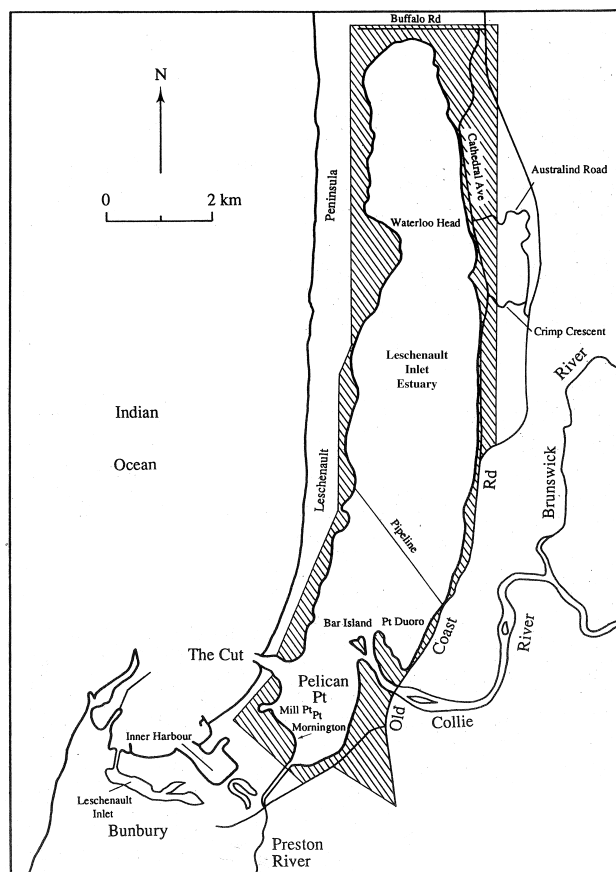 Buffalo Rd
N
0
2 km
Peninsula
Cathedral Ave
Australind Road
Waterloo Head
Crimp Crescent
Leschenault
Inlet
Estuary
River
Indian
Ocean
Leschenault
Rd
Brunswick
Pipeline
Bar Island
Pt Duoro
Coast
River
The Cut
Pelican
Pt
Mill Pt
Pt
Mornington
Old
Collie
Inner Harbour
Leschenault
Inlet
Bunbury
Preston
River